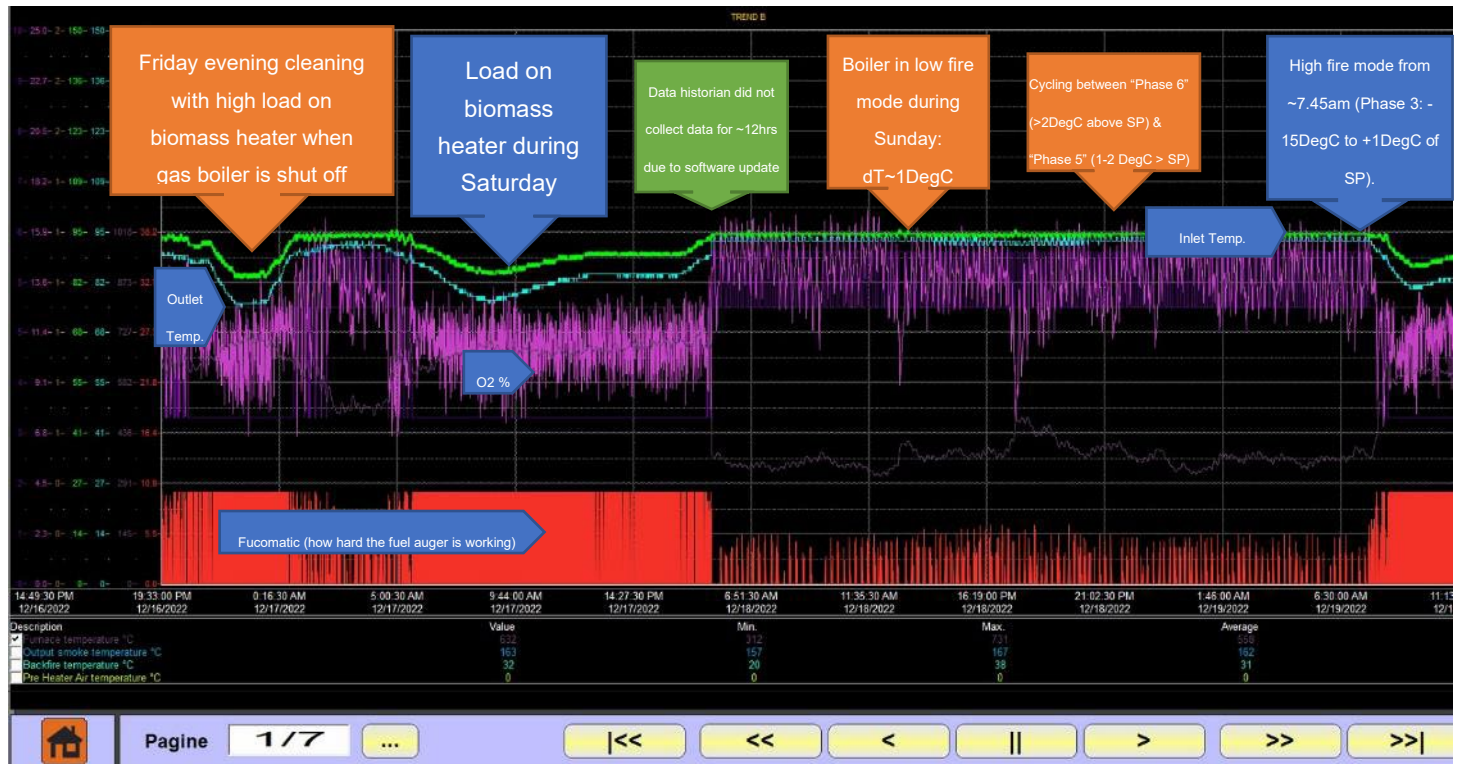 TREND B
Friday evening cleaning
with high load on
biomass heater when
gas boiler is shut off
Load on
biomass
heater during
Saturday
Data historian did not
collect data for ~12hrs
due to software update
Boiler in low fire
mode during
Sunday:
dT~1DegC
Cycling between “Phase 6”
(>2DegC above SP) &
“Phase 5” (1-2 DegC > SP)
High fire mode from
~7.45am (Phase 3: -
15DegC to +1DegC of
SP).
Inlet Temp.
Outlet
Temp.
O2 %
Fucomatic (how hard the fuel auger is working)
14:49:30 PM 19:33:00 PM 0:16:30 AM 5:00:30 AM 9:44:00 AM 14:27:30 PM 6:51:30 AM 11:35:30 AM 16:19:00 PM 21:02:30 PM 1:46:00 AM 6:30:00 AM 11:13
12/16/2022 12/16/2022 12/17/2022 12/17/2022 12/17/2022 12/17/2022 12/18/2022 12/18/2022 12/18/2022 12/18/2022 12/19/2022 12/19/2022 12/1
Description Value Min. Max. Average
Furnace temperature °C 632 312 731 558
Output smoke temperature °C 163 157 167 162
Backfire temperature °C 32 20 38 31
Pre Heater Air temperature °C 0 0 0 0
Pagine 1/7 ... |<< << < || > >> >>|